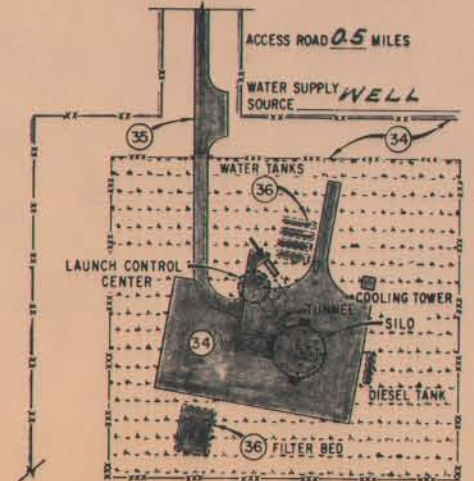 ACCESS ROAD 0.5 MILES
WATER SUPPLY
SOURCE WELL
35
34
WATER TANKS
36
LAUNCH CONTROL
CENTER
COOLING TOWER
TUNNEL
SILO
34
DIESEL TANK
36 FILTER BED